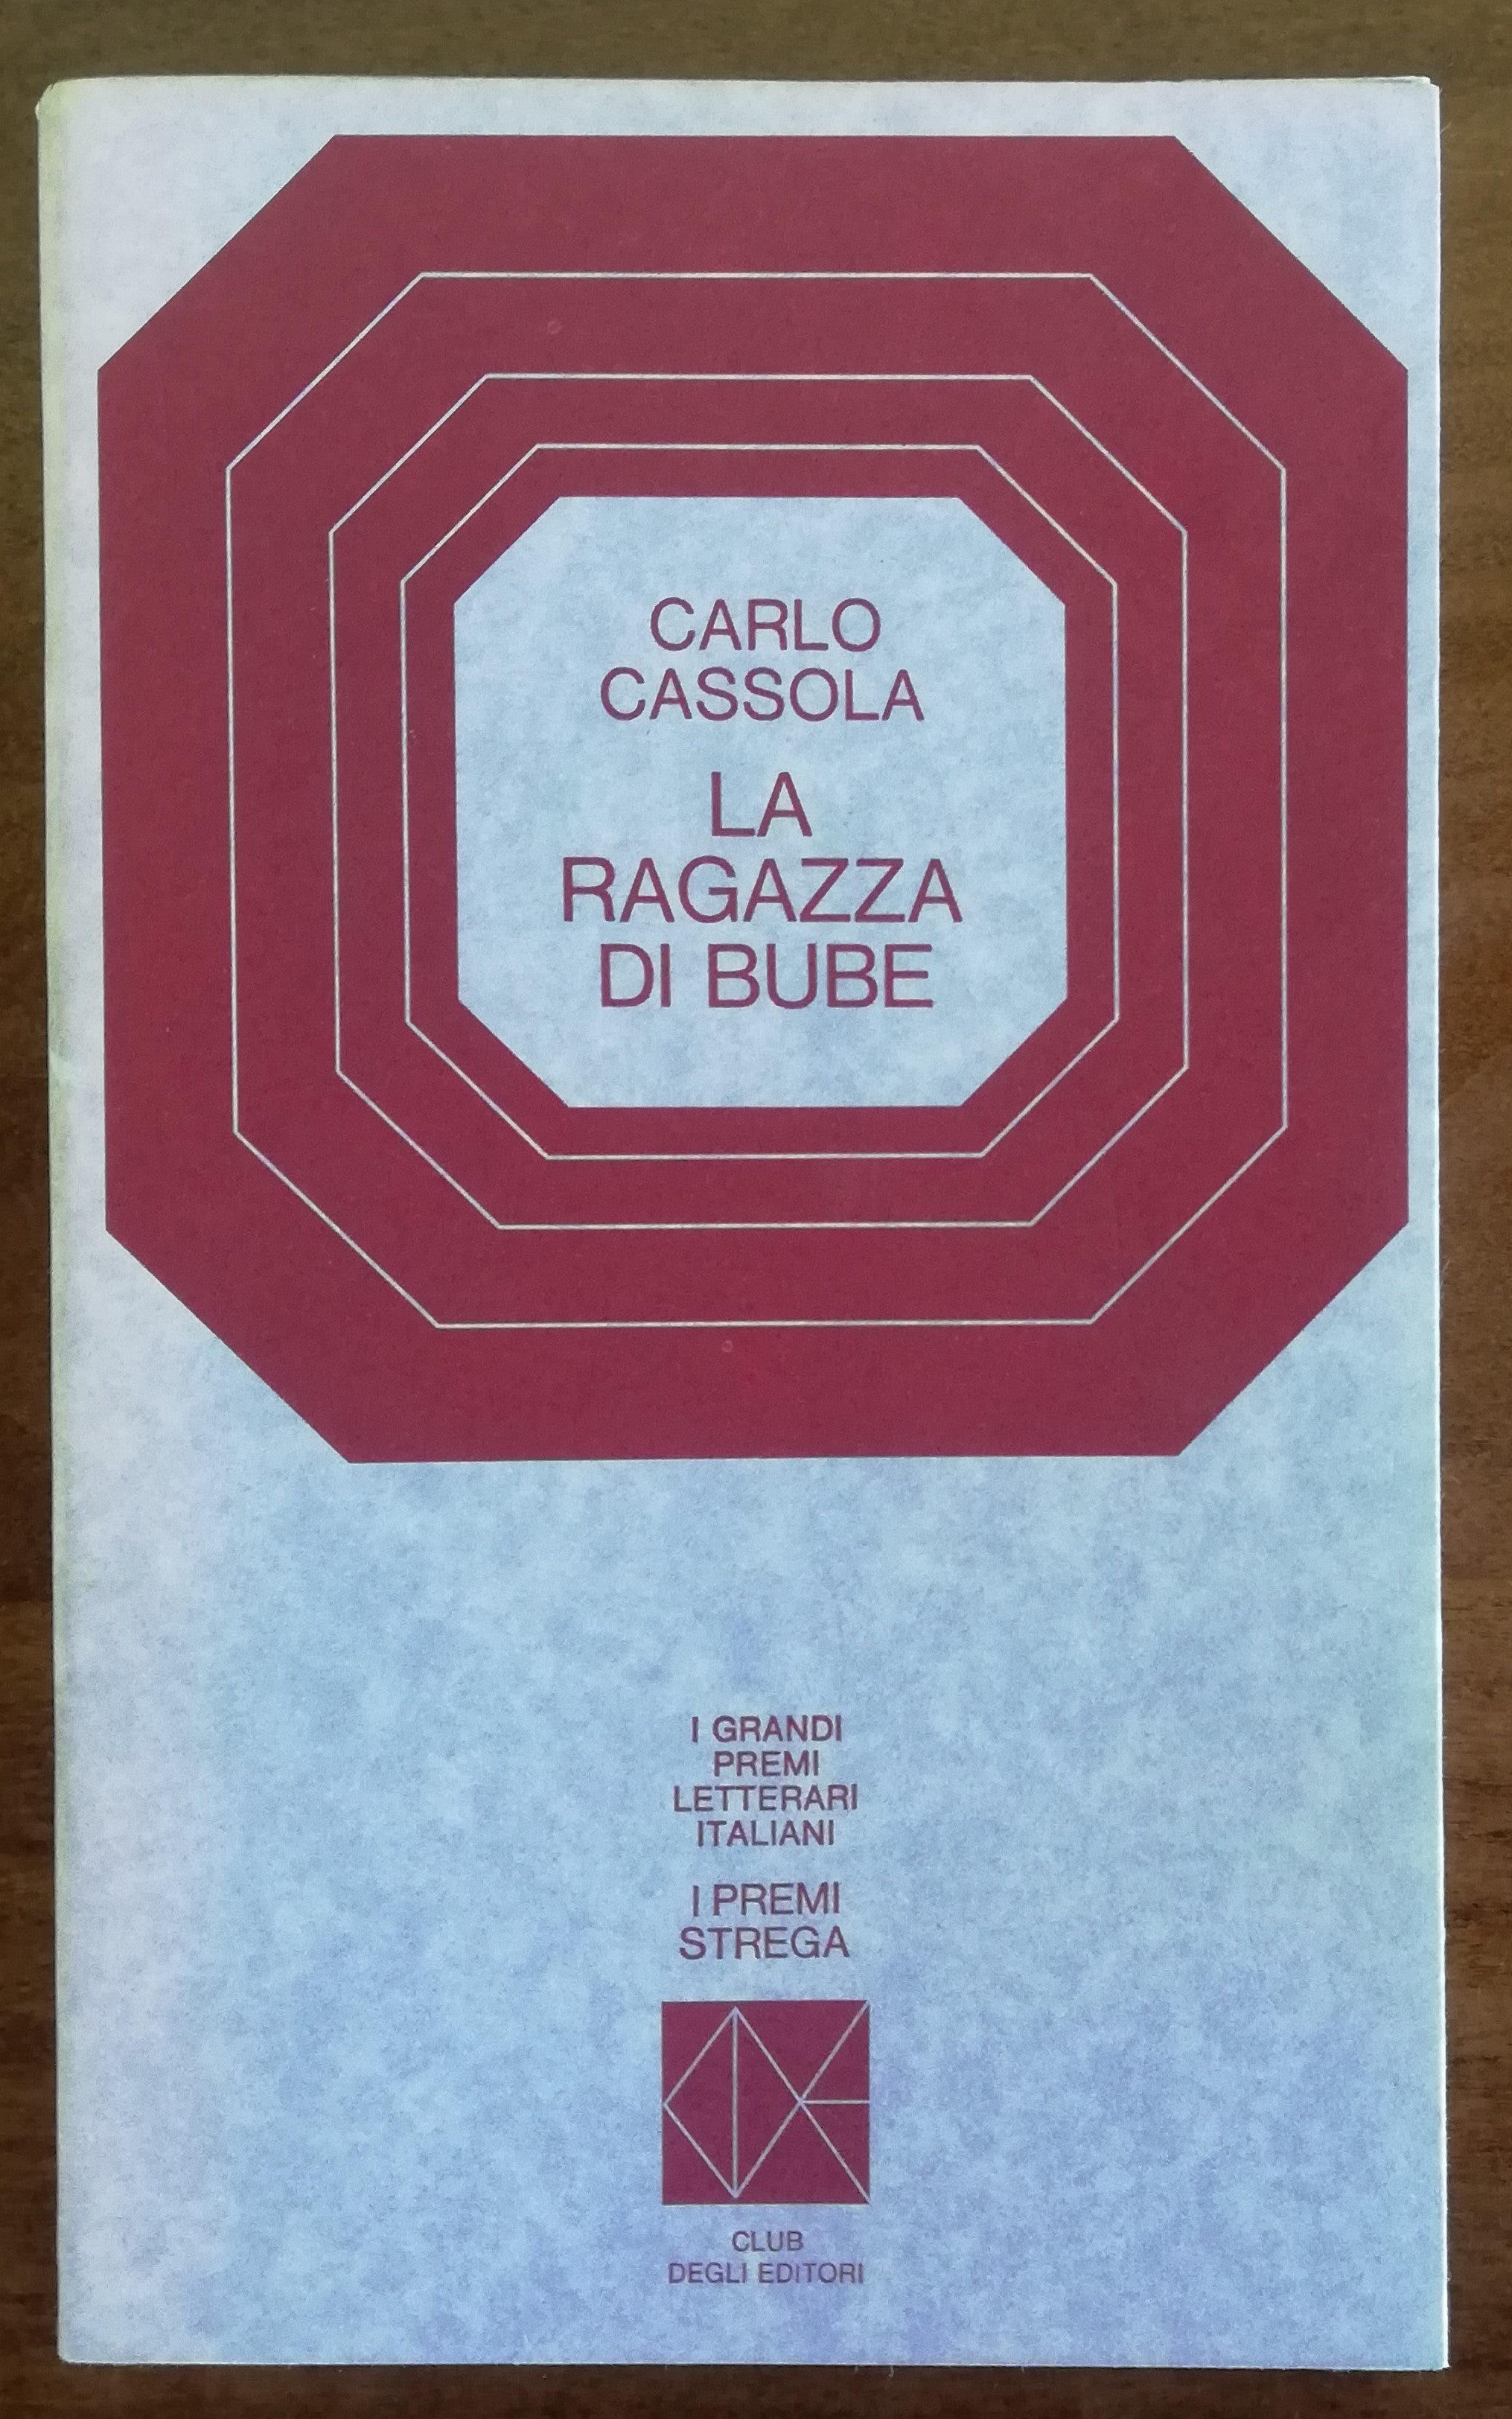 CARLO
CASSOLA
LA
RAGAZZA
DI BUBE
I GRANDI
PREMI
LETTERARI
ITALIANI
I PREMI
STREGA
CLUB
DEGLI EDITORI